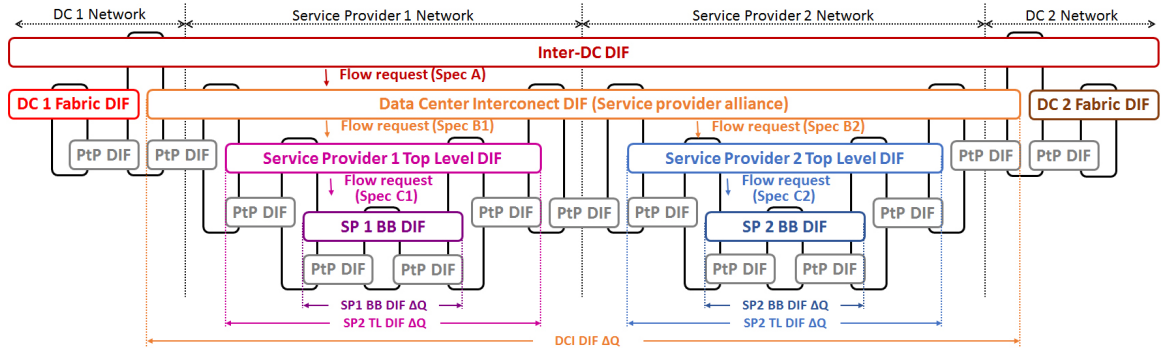 DC 1 Network
Service Provider 1 Network
Service Provider 2 Network
DC 2 Network
Inter-DC DIF
Flow request (Spec A)
DC 1 Fabric DIF
Data Center Interconect DIF (Service provider alliance)
DC 2 Fabric DIF
Flow request (Spec B1)
Flow request (Spec B2)
PtP DIF
PtP DIF
Service Provider 1 Top Level DIF
Service Provider 2 Top Level DIF
PtP DIF
PtP DIF
Flow request
(Spec C1)
Flow request
(Spec C2)
PtP DIF
SP 1 BB DIF
PtP DIF
PtP DIF
PtP DIF
SP 2 BB DIF
PtP DIF
PtP DIF
PtP DIF
PtP DIF
PtP DIF
SP1 BB DIF ΔQ
SP2 BB DIF ΔQ
SP2 TL DIF ΔQ
SP2 TL DIF ΔQ
DCI DIF ΔQ